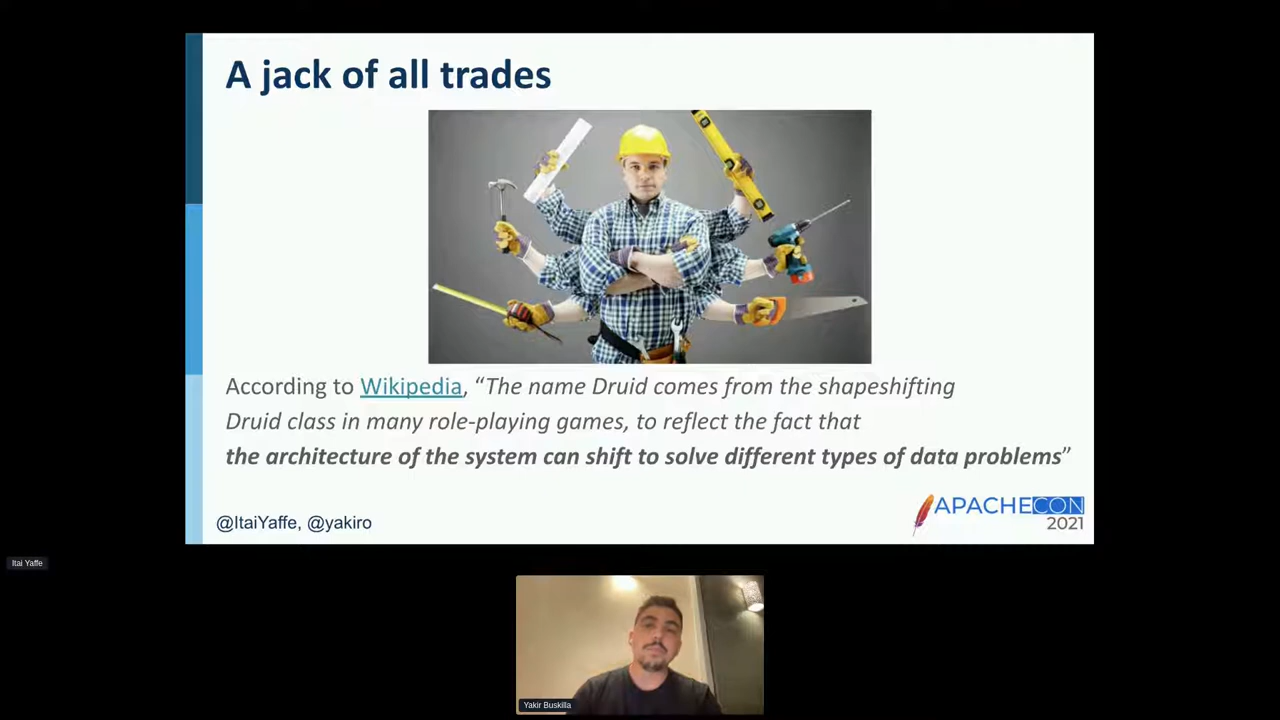 A jack of all trades
According to Wikipedia, “The name Druid comes from the shapeshifting
Druid class in many role-playing games, to reflect the fact that
the architecture of the system can shift to solve different types of data problems”
@ItaiYaffe, @yakiro
APACHECON
2021
Itai Yaffe
Yakir Buskilla